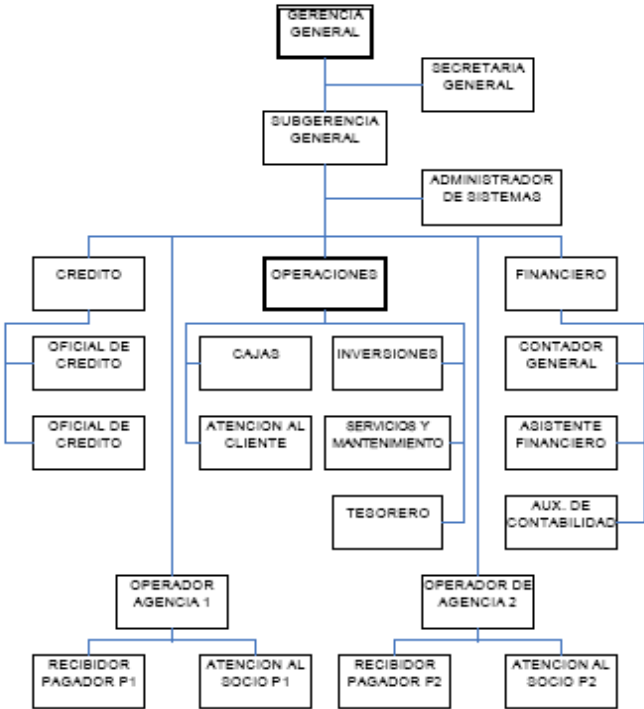 GERENCIA
GENERAL
SECRETARIA
GENERAL
SUBGERENCIA
GENERAL
ADMINISTRADOR
DE SISTEMAS
CREDITO
OPERACIONES
FINANCIERO
OFICIAL DE
CREDITO
CAJAS
INVERSIONES
CONTADOR
GENERAL
OFICIAL DE
CREDITO
ATENCION AL
CLIENTE
SERVICIOS Y
MANTENIMIENTO
ASISTENTE
FINANCIERO
TESORERO
AUX. DE
CONTABILIDAD
OPERADOR
AGENCIA 1
OPERADOR DE
AGENCIA 2
RECIBIDOR
PAGADOR P1
ATENCION AL
SOCIO P1
RECIBIDOR
PAGADOR P2
ATENCION AL
SOCIO P2